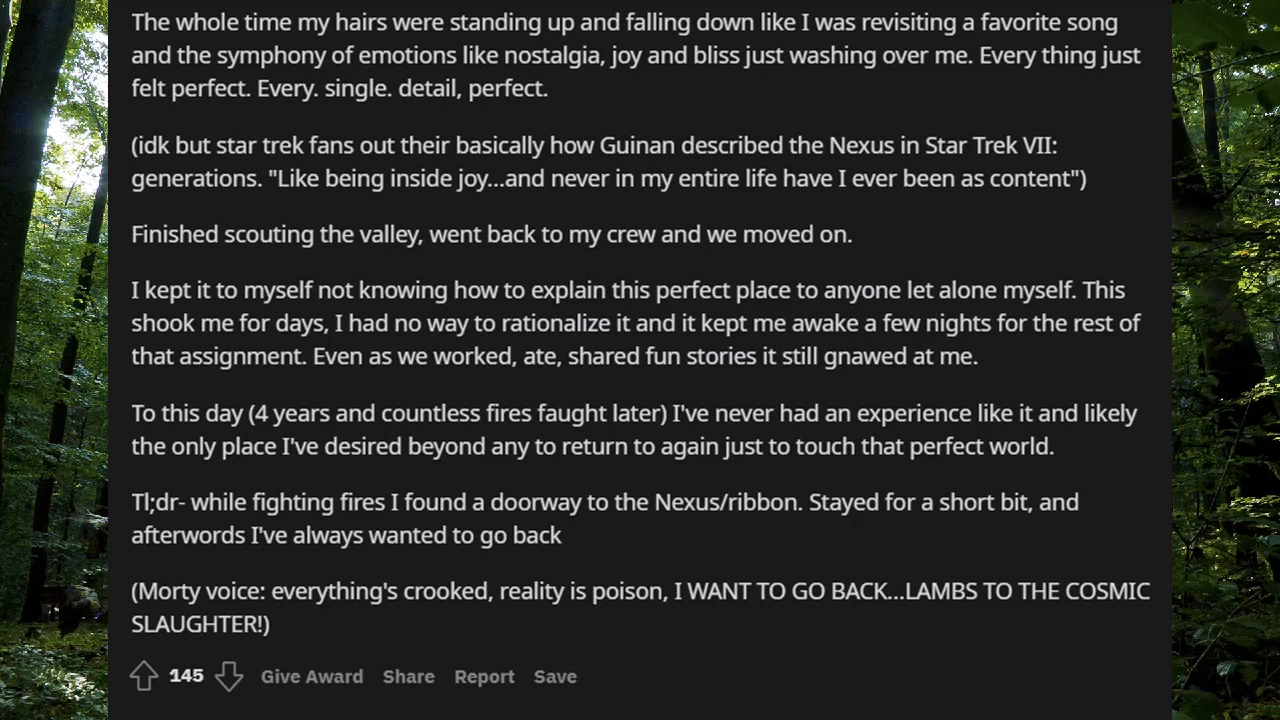 The whole time my hairs were standing up and falling down like I was revisiting a favorite song
and the symphony of emotions like nostalgia, joy and bliss just washing over me. Every thing just
felt perfect. Every. single. detail, perfect.
(idk but star trek fans out their basically how Guinan described the Nexus in Star Trek VII:
generations. "Like being inside joy...and never in my entire life have I ever been as content")
Finished scouting the valley, went back to my crew and we moved on.
I kept it to myself not knowing how to explain this perfect place to anyone let alone myself. This
shook me for days, I had no way to rationalize it and it kept me awake a few nights for the rest of
that assignment. Even as we worked, ate, shared fun stories it still gnawed at me.
To this day (4 years and countless fires faught later) I've never had an experience like it and likely
the only place I've desired beyond any to return to again just to touch that perfect world.
Tl;dr- while fighting fires I found a doorway to the Nexus/ribbon. Stayed for a short bit, and
afterwords I've always wanted to go back
(Morty voice: everything's crooked, reality is poison, I WANT TO GO BACK...LAMBS TO THE COSMIC
SLAUGHTER!)
145 Give Award Share Report Save